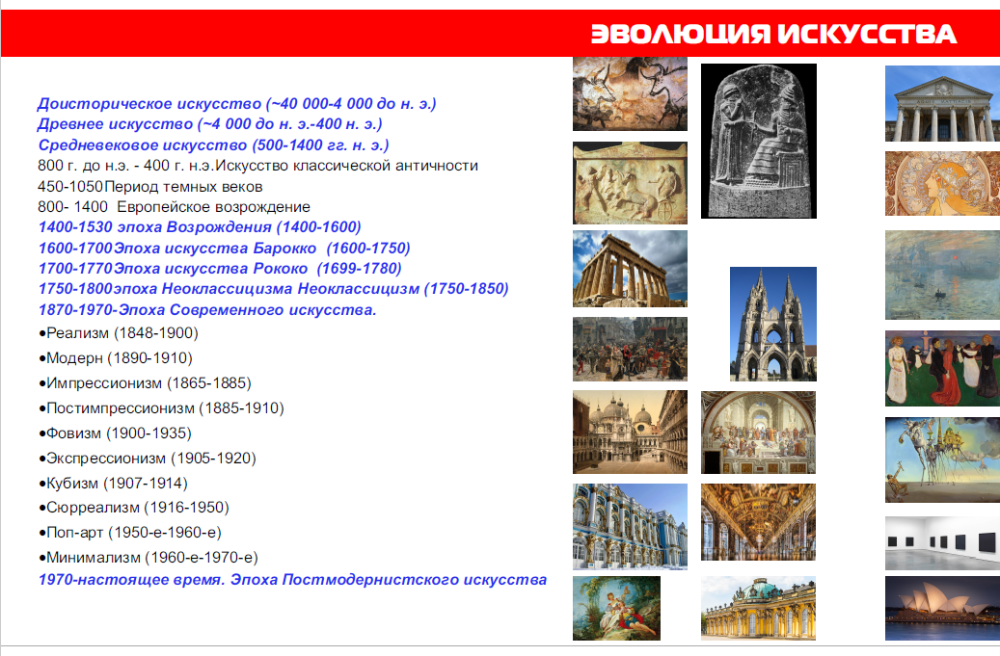 ЭВОЛЮЦИЯ ИСКУССТВА
Доисторическое искусство (~40 000-4 000 до н. э.)
Древнее искусство (~4 000 до н. э.-400 н. э.)
Средневековое искусство (500-1400 гг. н. э.)
800 г. до н.э. - 400 г. н.э.Искусство классической античности
450-1050Период темных веков
800- 1400 Европейское возрождение
1400-1530 эпоха Возрождения (1400-1600)
1600-1700Эпоха искусства Барокко (1600-1750)
1700-1770Эпоха искусства Рококо (1699-1780)
1750-1800эпоха Неоклассицизма Неоклассицизм (1750-1850)
1870-1970-Эпоха Современного искусства.
•Реализм (1848-1900)
•Модерн (1890-1910)
•Импрессионизм (1865-1885)
•Постимпрессионизм (1885-1910)
•Фовизм (1900-1935)
•Экспрессионизм (1905-1920)
•Кубизм (1907-1914)
•Сюрреализм (1916-1950)
•Поп-арт (1950-е-1960-е)
•Минимализм (1960-е-1970-е)
1970-настоящее время. Эпоха Постмодернистского искусства